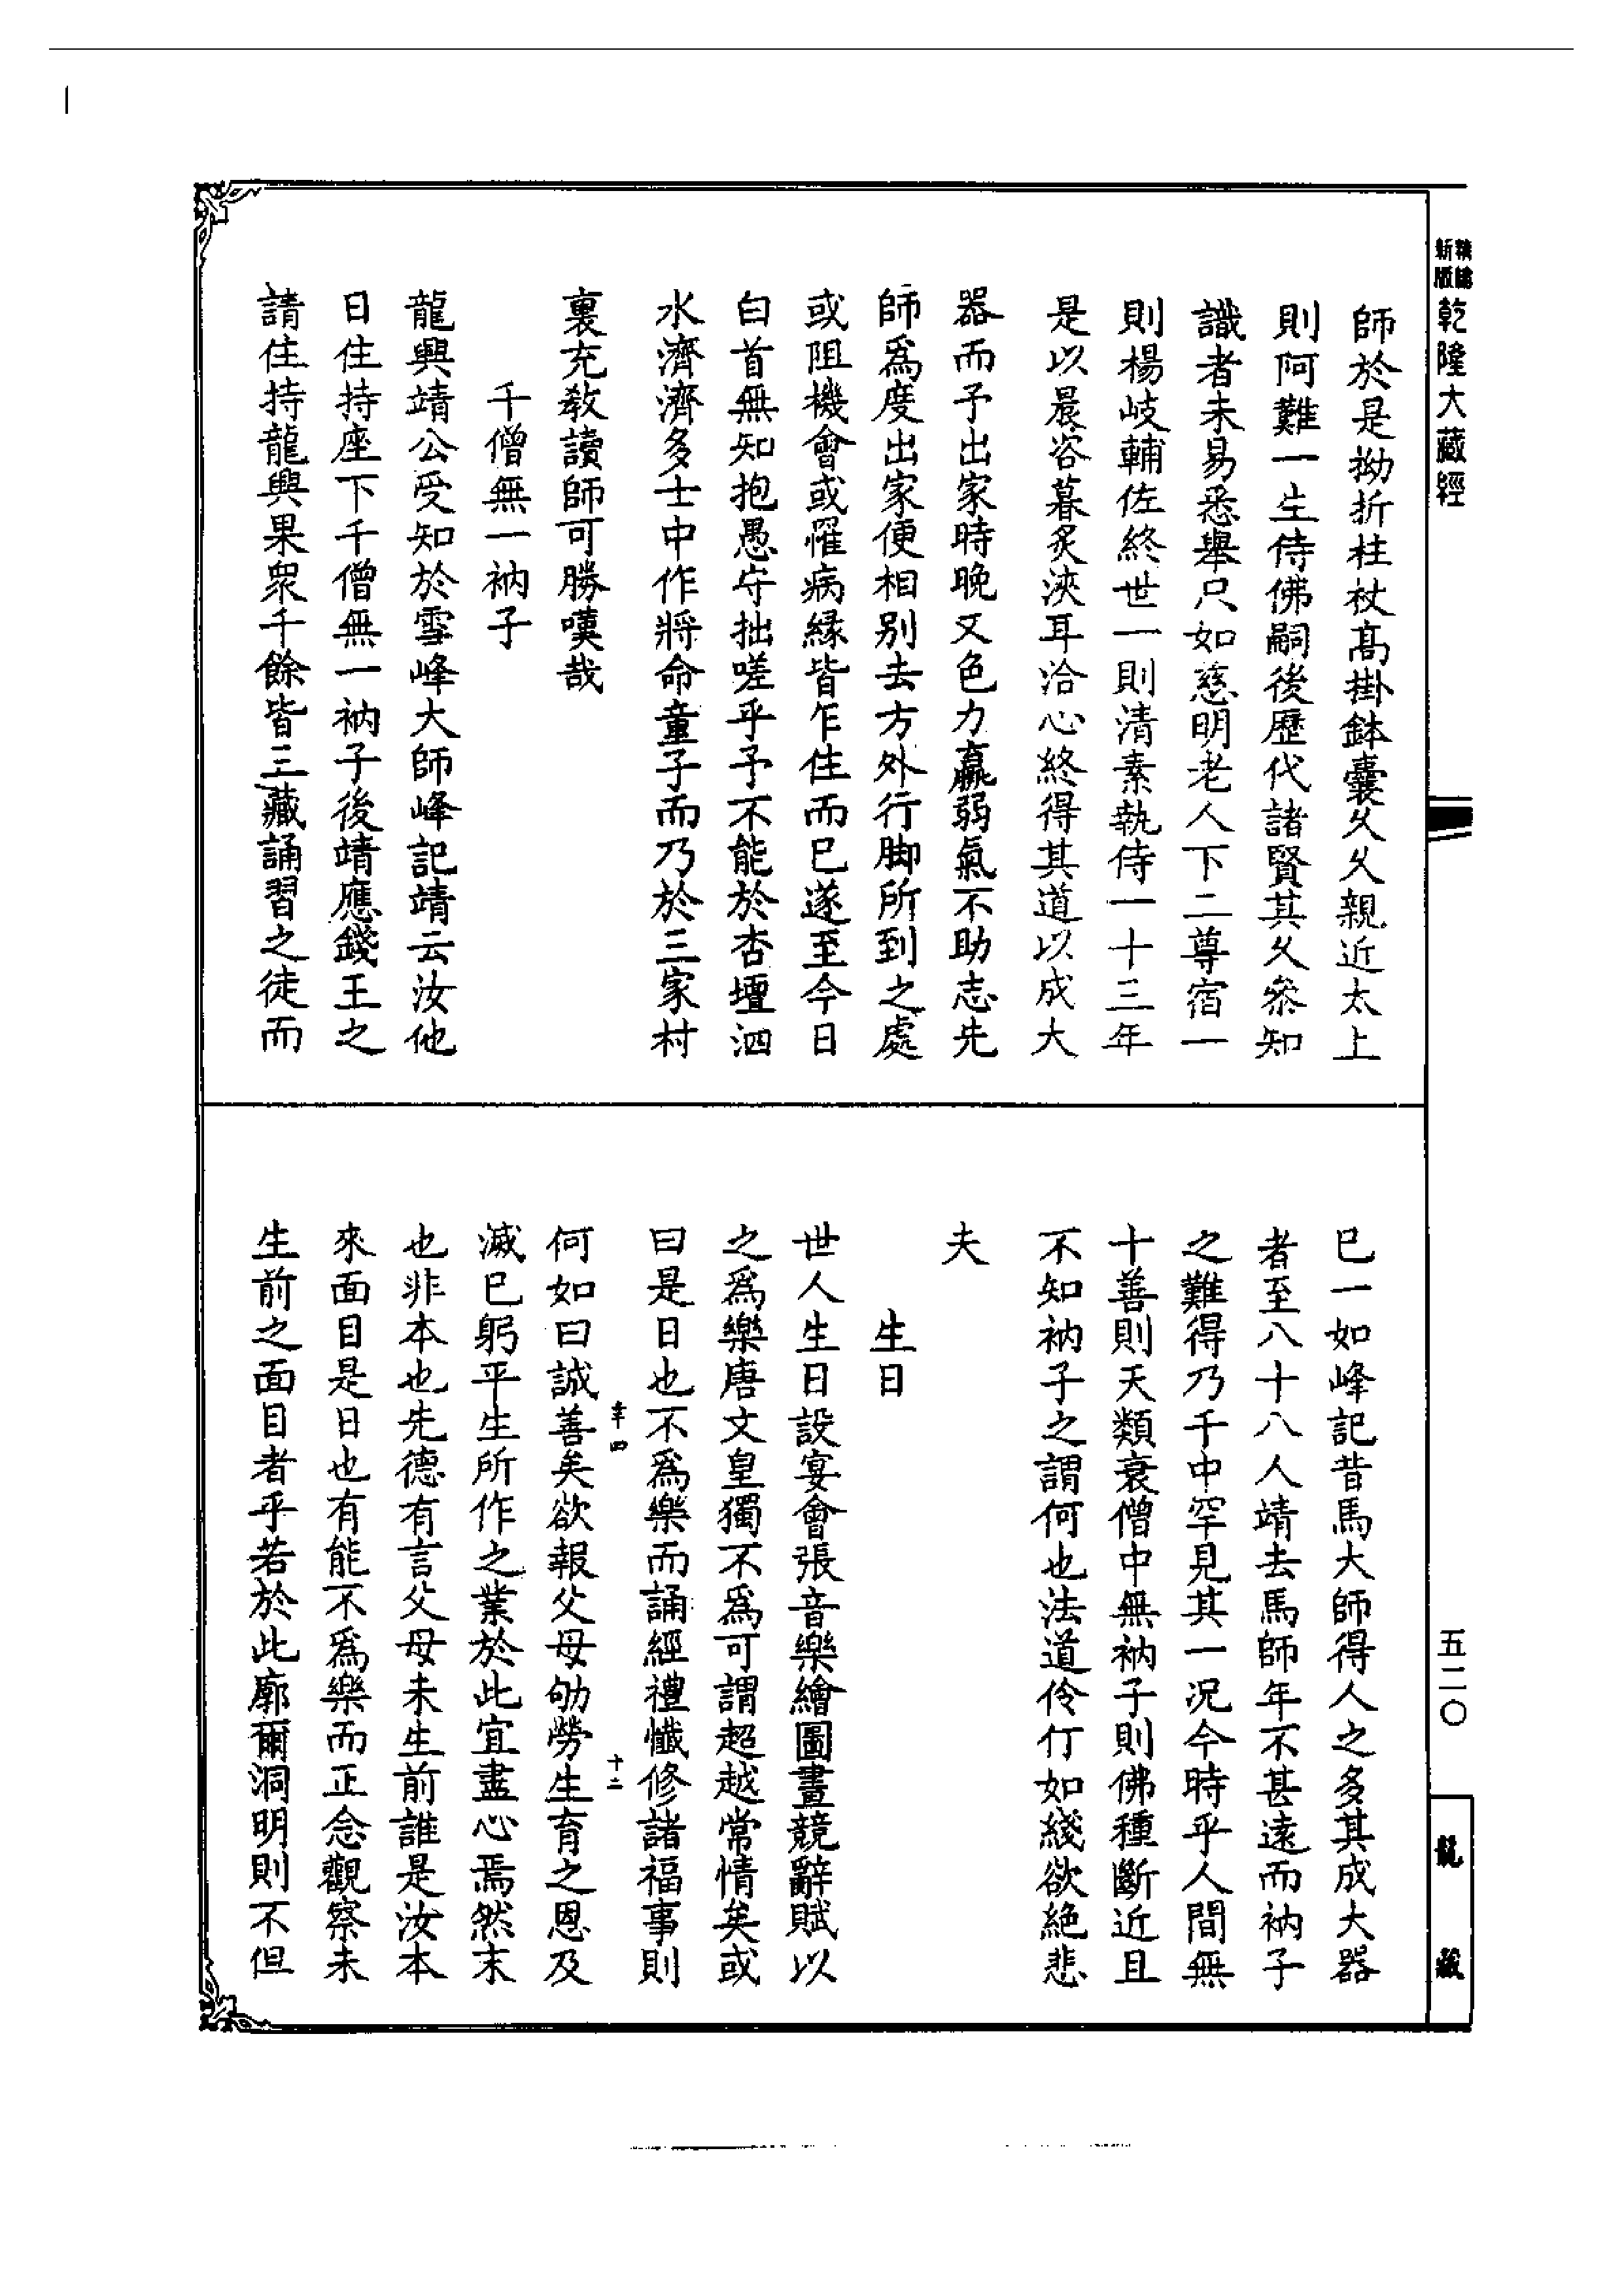 新版
乾隆大藏經
師於是拗折柱杖髙掛鉢囊乆乆親近太上
則阿難一生侍佛嗣後歷代諸賢其乆叅知
識者未易悉舉只如慈明老人下二尊宿一
則楊岐輔佐終世一則清素執侍一十三年
是以晨咨暮炙浹耳洽心終得其道以成大
器而予出家時晚又色力羸弱氣不助志先
師爲度出家便相别去方外行脚所到之處
或阻機會或罹病緣皆乍住而已遂至今日
白首無知抱愚守拙嗟乎予不能於杏壇泗
水濟濟多士中作將命童子而乃於三家村
裏充敎讀師可勝嘆哉
千僧無一衲子
龍興靖公受知於雪峰大師峰記靖云汝他
日住持座下千僧無一衲子後靖應錢王之
請住持龍興果衆千餘皆三藏誦習之徒而
已一如峰記昔馬大師得人之多其成大器
者至八十八人靖去馬師年不甚遠而衲子
之難得乃千中罕見其一况今時乎人間無
十善則天類衰僧中無衲子則佛種斷近且
不知衲子之謂何也法道伶仃如綫欲絶悲
夫
生日
世人生日設宴會張音樂繪圖畫競辭賦以
之爲樂唐文皇獨不爲可謂超越常情矣或
曰是日也不爲樂而誦經禮懺修諸福事則
何如曰誠善矣欲報父母劬勞生育之恩及
滅已躬平生所作之業於此宜盡心焉然末
也非本也先德有言父母未生前誰是汝本
來面目是日也有能不爲樂而正念觀察未
生前之面目者乎若於此廓爾洞明則不但
四
十二
五二〇
龍藏